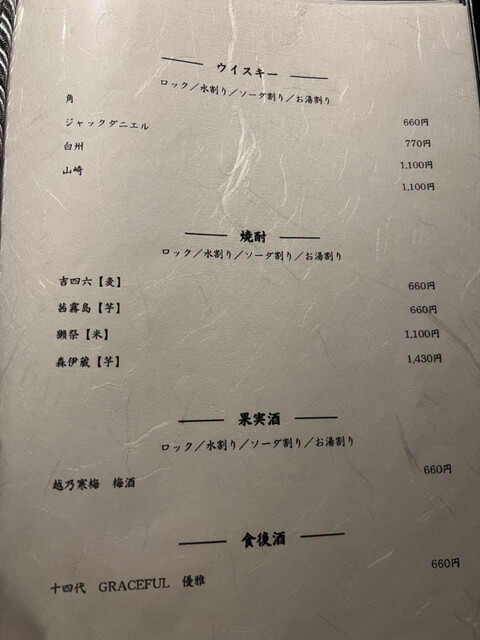 ウイスキー
ロック／水割り／ソーダ割り／お湯割り
角 660円
ジャックダニエル 770円
白州 1,100円
山崎 1,100円
焼酎
ロック／水割り／ソーダ割り／お湯割り
吉四六【麦】 660円
茜霧島【芋】 660円
獺祭【米】 1,100円
森伊蔵【芋】 1,430円
果実酒
ロック／水割り／ソーダ割り／お湯割り
越乃寒梅 梅酒 660円
食後酒
十四代 GRACEFUL 優雅 660円